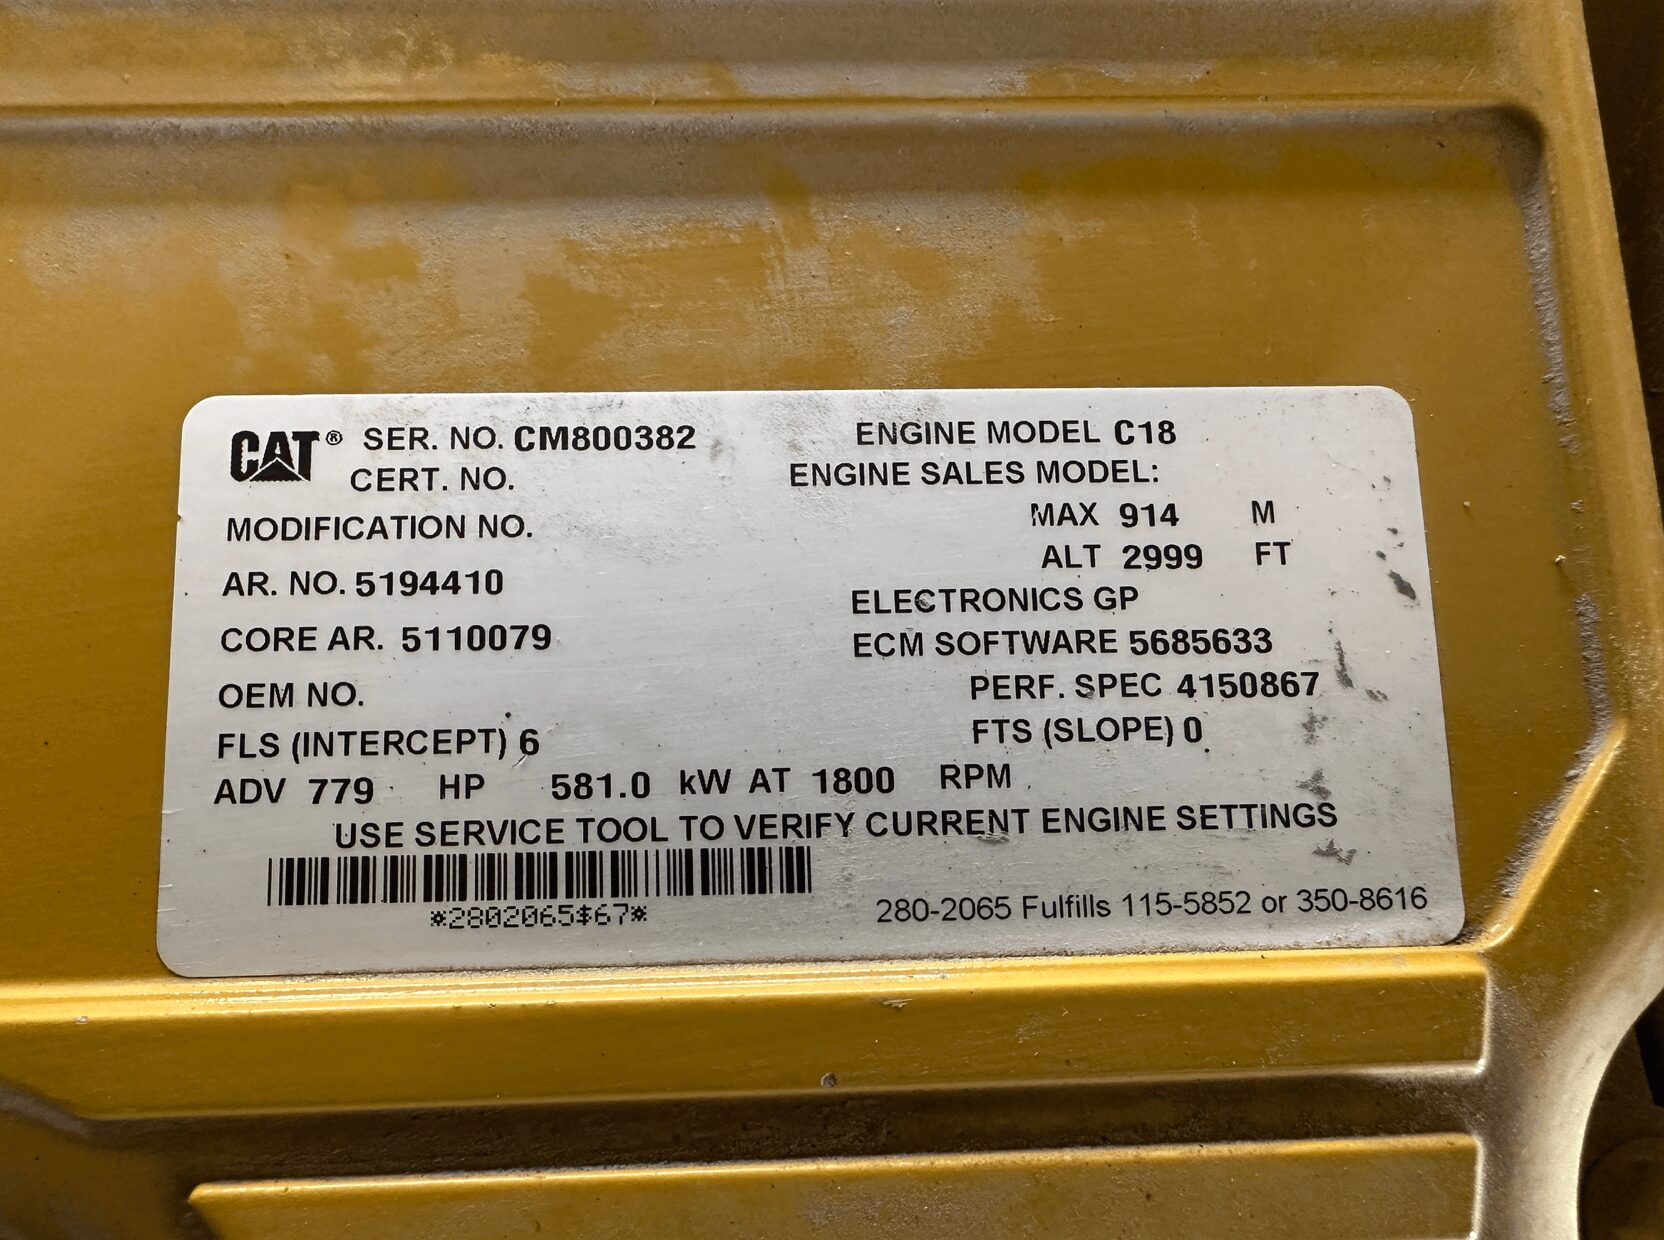 CAT® SER. NO. CM800382 ENGINE MODEL C18
CERT. NO. ENGINE SALES MODEL:
MODIFICATION NO. MAX 914 M
ALT 2999 FT
AR. NO. 5194410 ELECTRONICS GP
CORE AR. 5110079 ECM SOFTWARE 5685633
OEM NO. PERF. SPEC 4150867
FLS (INTERCEPT) 6 FTS (SLOPE) 0
ADV 779 HP 581.0 kW AT 1800 RPM
USE SERVICE TOOL TO VERIFY CURRENT ENGINE SETTINGS
*2802065$67* 280-2065 Fulfills 115-5852 or 350-8616